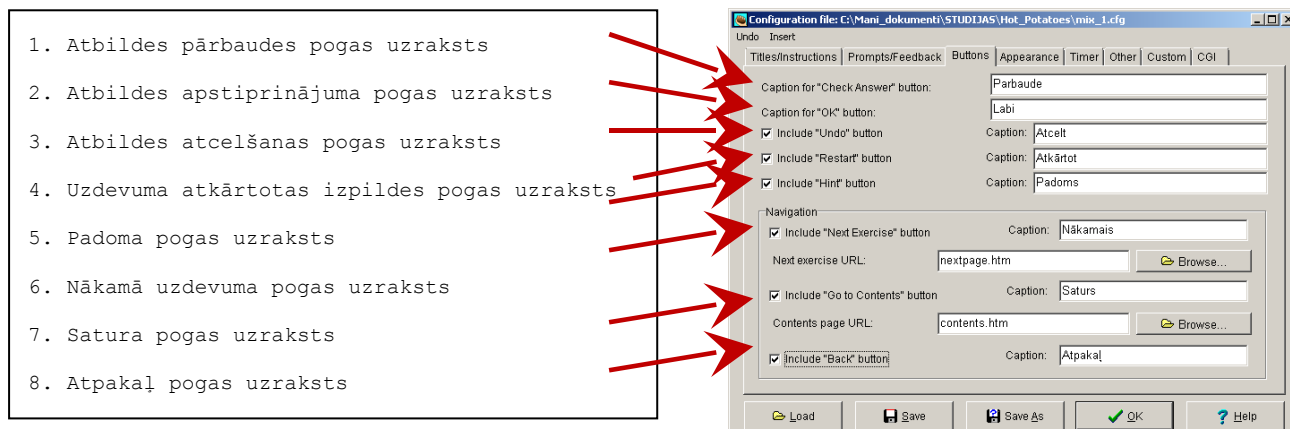 1. Atbildes pārbaudes pogas uzraksts
2. Atbildes apstiprinājuma pogas uzraksts
3. Atbildes atcelšanas pogas uzraksts
4. Uzdevuma atkārtotas izpildes pogas uzraksts
5. Padoma pogas uzraksts
6. Nākamā uzdevuma pogas uzraksts
7. Satura pogas uzraksts
8. Atpakaļ pogas uzraksts
Configuration file: C:\Mani_dokumenti\STUDIJAS\Hot_Potatoes\mix_1.cfg
Undo Insert
Titles/Instructions Prompts/Feedback Buttons Appearance Timer Other Custom CGI
Caption for "Check Answer" button: Parbaude
Caption for "OK" button: Labi
Include "Undo" button Caption: Atcelt
Include "Restart" button Caption: Atkārtot
Include "Hint" button Caption: Padoms
Navigation
Include "Next Exercise" button Caption: Nākamais
Next exercise URL: nextpage.htm Browse...
Include "Go to Contents" button Caption: Saturs
Contents page URL: contents.htm Browse...
Include "Back" button Caption: Atpakaļ
Load Save Save As OK Help